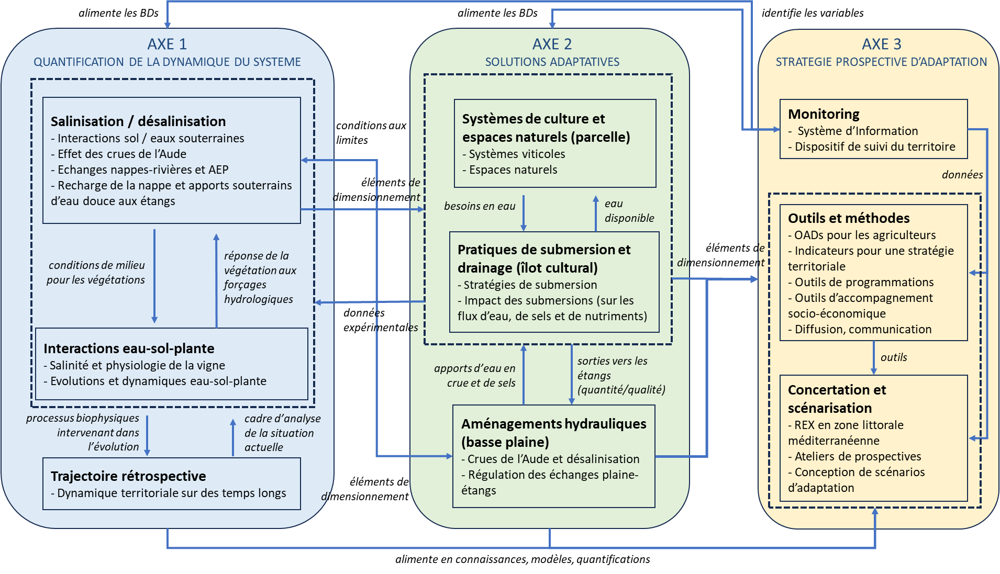 alimente les BDs
alimente les BDs
identifie les variables
AXE 1
QUANTIFICATION DE LA DYNAMIQUE DU SYSTEME
Salinisation / désalinisation
- Interactions sol / eaux souterraines
- Effet des crues de l’Aude
- Echanges nappes-rivières et AEP
- Recharge de la nappe et apports souterrains
d’eau douce aux étangs
conditions de milieu
pour les végétations
réponse de la
végétation aux
forçages
hydrologiques
Interactions eau-sol-plante
- Salinité et physiologie de la vigne
- Evolutions et dynamiques eau-sol-plante
processus biophysiques
intervenant dans
l’évolution
cadre d’analyse
de la situation
actuelle
Trajectoire rétrospective
- Dynamique territoriale sur des temps longs
conditions aux
limites
éléments de
dimensionnement
données
expérimentales
éléments de
dimensionnement
AXE 2
SOLUTIONS ADAPTATIVES
Systèmes de culture et
espaces naturels (parcelle)
- Systèmes viticoles
- Espaces naturels
besoins en eau
eau
disponible
Pratiques de submersion et
drainage (îlot cultural)
- Stratégies de submersion
- Impact des submersions (sur les
flux d’eau, de sels et de nutriments)
apports d’eau en
crue et de sels
sorties vers les
étangs
(quantité/qualité)
Aménagements hydrauliques
(basse plaine)
- Crues de l’Aude et désalinisation
- Régulation des échanges plaine-
étangs
éléments de
dimensionnement
AXE 3
STRATEGIE PROSPECTIVE D’ADAPTATION
Monitoring
- Système d’Information
- Dispositif de suivi du territoire
données
Outils et méthodes
- OADs pour les agriculteurs
- Indicateurs pour une stratégie
territoriale
- Outils de programmations
- Outils d’accompagnement
socio-économique
- Diffusion, communication
outils
Concertation et
scénarisation
- REX en zone littorale
méditerranéenne
- Ateliers de prospectives
- Conception de scénarios
d’adaptation
alimente en connaissances, modèles, quantifications